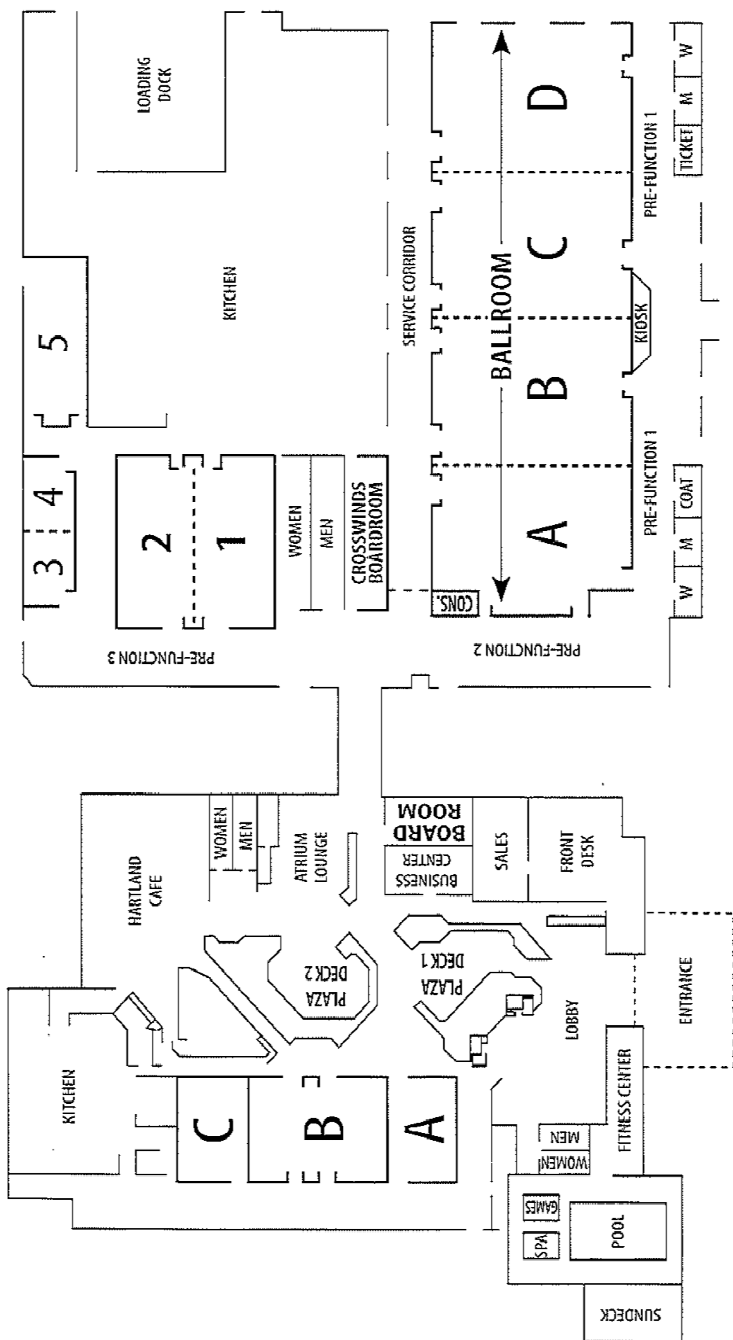 LOADING
DOCK
KITCHEN
5
4
3
2
1
WOMEN
MEN
CROSSWINDS
BOARDROOM
PRE-FUNCTION 3
SERVICE CORRIDOR
BALLROOM
D
C
B
A
CONS.
PRE-FUNCTION 2
PRE-FUNCTION 1
PRE-FUNCTION 1
KIOSK
W
M
TICKET
COAT
M
W
HARTLAND
CAFE
WOMEN
MEN
ATRIUM
LOUNGE
BOARD
ROOM
BUSINESS
CENTER
SALES
FRONT
DESK
PLAZA
DECK 2
PLAZA
DECK 1
LOBBY
ENTRANCE
KITCHEN
C
B
A
FITNESS CENTER
MEN
WOMEN
GAMES
SPA
POOL
SUNDECK